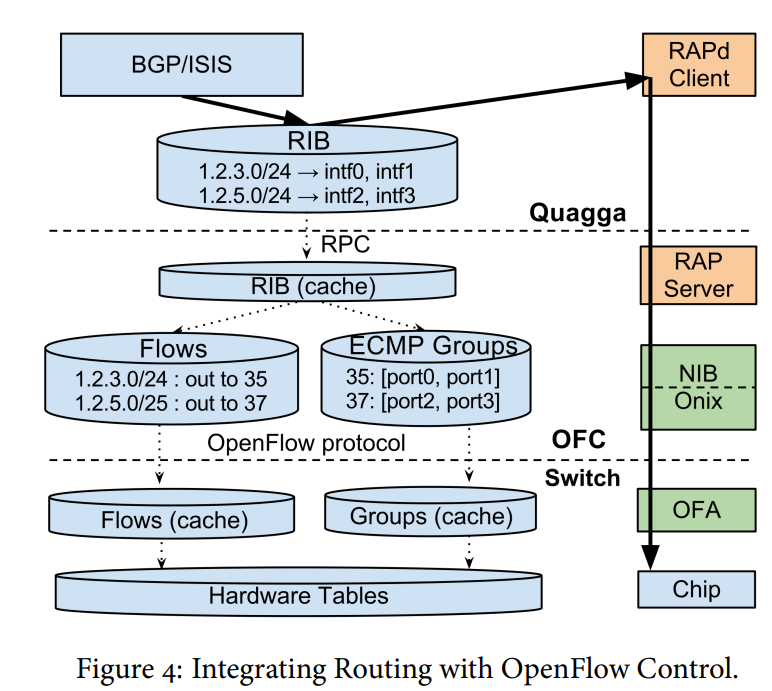 BGP/ISIS
RAPd
Client
RIB
1.2.3.0/24 → intf0, intf1
1.2.5.0/24 → intf2, intf3
Quagga
RPC
RIB (cache)
RAP
Server
Flows
1.2.3.0/24 : out to 35
1.2.5.0/25 : out to 37
ECMP Groups
35: [port0, port1]
37: [port2, port3]
NIB
Onix
OpenFlow protocol
OFC
Switch
Flows (cache)
Groups (cache)
OFA
Hardware Tables
Chip
Figure 4: Integrating Routing with OpenFlow Control.